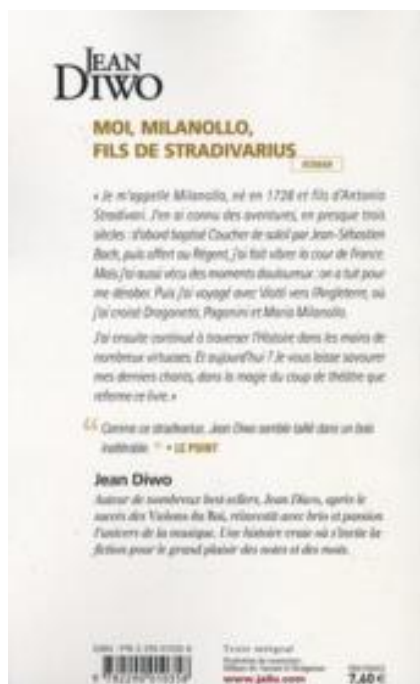 JEAN
DIWO
MOI, MILANOLLO,
FILS DE STRADIVARIUS
ROMAN
« Je m'appelle Milanollo, né en 1728 et fils d'Antonio
Stradivari. J'en ai connu des aventures, en presque trois
siècles : d'abord baptisé Coucher de soleil par Jean-Sébastien
Bach, puis offert au Régent, j'ai fait vibrer la cour de France.
Mais j'ai aussi vécu des moments douloureux : on a tué pour
me dérober. Puis j'ai voyagé avec Viotti vers l'Angleterre, où
j'ai croisé Dragonetti, Paganini et Maria Milanollo.
J'ai ensuite continué à traverser l'Histoire dans les mains de
nombreux virtuoses. Et aujourd'hui ? Je vous laisse savourer
mes derniers chants, dans la magie du coup de théâtre que
referme ce livre. »
“ Comme ce stradivarius, Jean Diwo semble taillé dans un bois
inaltérable. ” • LE POINT
Jean Diwo
Auteur de nombreux best-sellers, Jean Diwo, après le
succès des Violons du Roi, réinvestit avec brio et passion
l'univers de la musique. Une histoire vraie où s'invite la
fiction pour le grand plaisir des notes et des mots.
Texte intégral
www.jailu.com
7,60 €
9 782290 010358